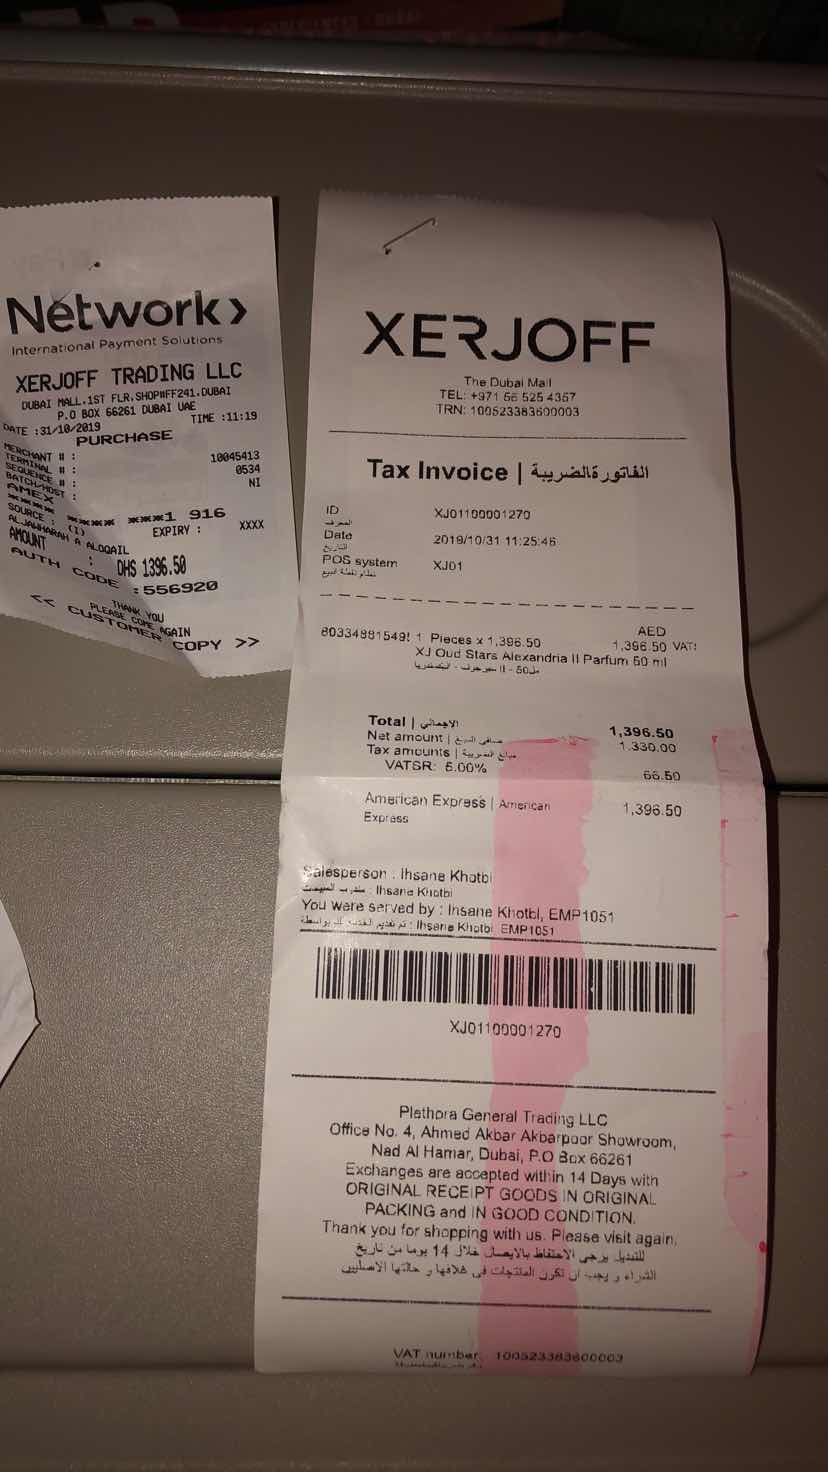 Network>
International Payment Solutions
XERJOFF TRADING LLC
DUBAI MALL.1ST FLR.SHOP#FF241.DUBAI
P.O BOX 66261 DUBAI UAE
DATE :31/10/2019 TIME :11:19
PURCHASE
MERCHANT # : 10045413
TERMINAL # : 0534
SEQUENCE # : NI
BATCH/HOST :
AMEX
**** **** ***1 916
SOURCE : (I) EXPIRY : XXXX
ALJAWHARAH A ALOQAIL
AMOUNT : DHS 1396.50
AUTH CODE :556920
THANK YOU
PLEASE COME AGAIN
<< CUSTOMER COPY >>
XERJOFF
The Dubai Mall
TEL: +971 56 525 4357
TRN: 100523383600003
Tax Invoice | الفاتورة الضريبة
ID XJ01100001270
المعرف
Date 2019/10/31 11:25:46
التاريخ
POS system XJ01
نظام نقطة البيع
AED
80334881549! 1 Pieces x 1,396.50 1,396.50 VAT:
XJ Oud Stars Alexandria II Parfum 50 ml
Total | الاجمالي 1,396.50
Net amount | صافي المبلغ 1.330.00
Tax amounts | مبالغ الضريبة
VATSR: 5.00% 66.50
American Express | American Express 1,396.50
Salesperson : Ihsane Khotbi
مندوب المبيعات : Ihsane Khotbi
You were served by : Ihsane Khotbi, EMP1051
تم تقديم الخدمة لك بواسطة : Ihsane Khotbi, EMP1051
XJ01100001270
Plethora General Trading LLC
Office No. 4, Ahmed Akbar Akbarpoor Showroom,
Nad Al Hamar, Dubai, P.O Box 66261
Exchanges are accepted within 14 Days with
ORIGINAL RECEIPT GOODS IN ORIGINAL
PACKING and IN GOOD CONDITION.
Thank you for shopping with us. Please visit again.
للتبديل يرجى الاحتفاظ بالايصال خلال 14 يوما من تاريخ
الشراء و يجب ان تكون المنتجات في غلافها و حالتها الاصليين
VAT number: 100523383600003